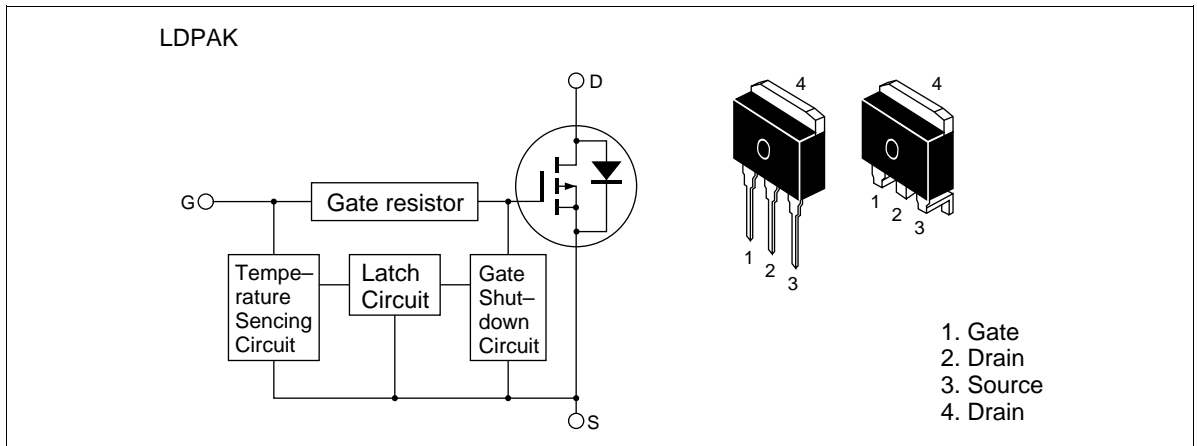 LDPAK
D
G
Gate resistor
Tempe–
rature
Sencing
Circuit
Latch
Circuit
Gate
Shut–
down
Circuit
S
4
1
2
3
4
1
2
3
1. Gate
2. Drain
3. Source
4. Drain